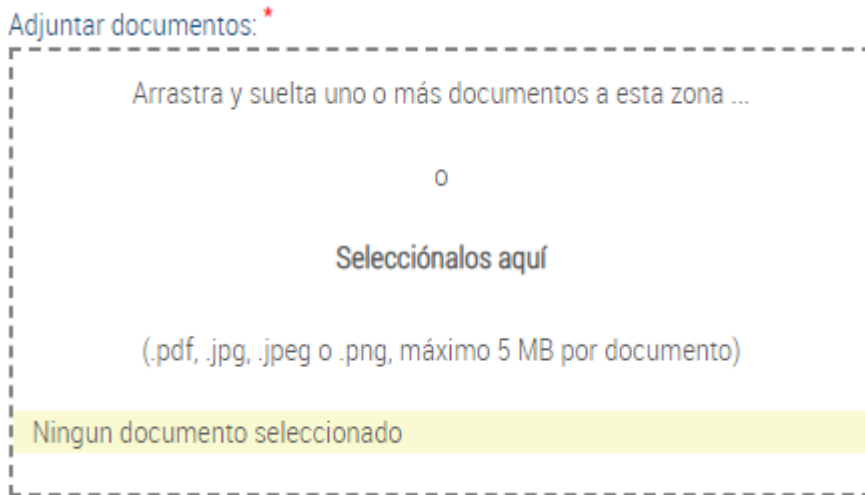 Adjuntar documentos: *
Arrastra y suelta uno o más documentos a esta zona ...
o
Selecciónalos aquí
(.pdf, .jpg, .jpeg o .png, máximo 5 MB por documento)
Ningun documento seleccionado